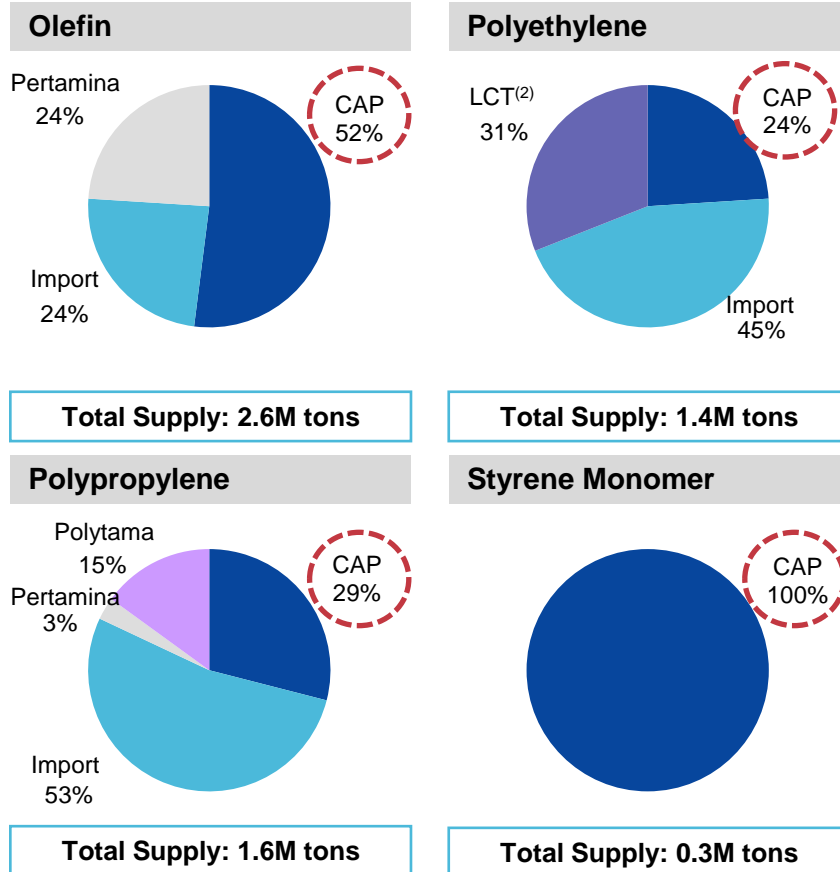 Olefin
Pertamina
24%
CAP
52%
Import
24%
Total Supply: 2.6M tons
Polyethylene
LCT(2)
31%
CAP
24%
Import
45%
Total Supply: 1.4M tons
Polypropylene
Polytama
15%
Pertamina
3%
CAP
29%
Import
53%
Total Supply: 1.6M tons
Styrene Monomer
CAP
100%
Total Supply: 0.3M tons